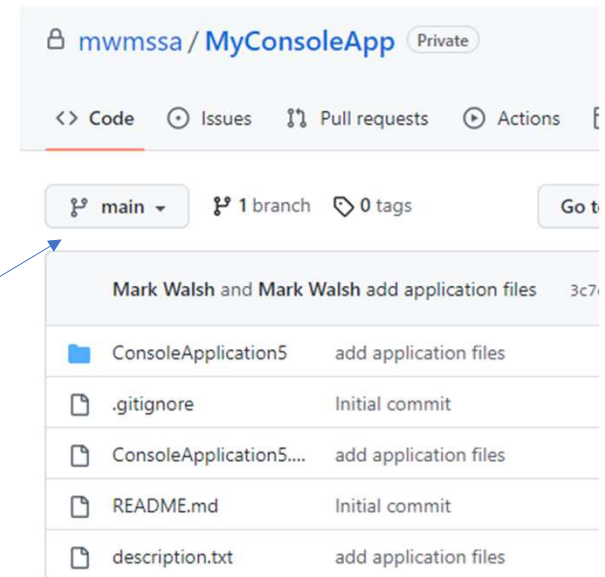 mwmssa / MyConsoleApp Private
<> Code Issues Pull requests Actions
main 1 branch 0 tags Go
Mark Walsh and Mark Walsh add application files 3c7
ConsoleApplication5 add application files
.gitignore Initial commit
ConsoleApplication5.... add application files
README.md Initial commit
description.txt add application files